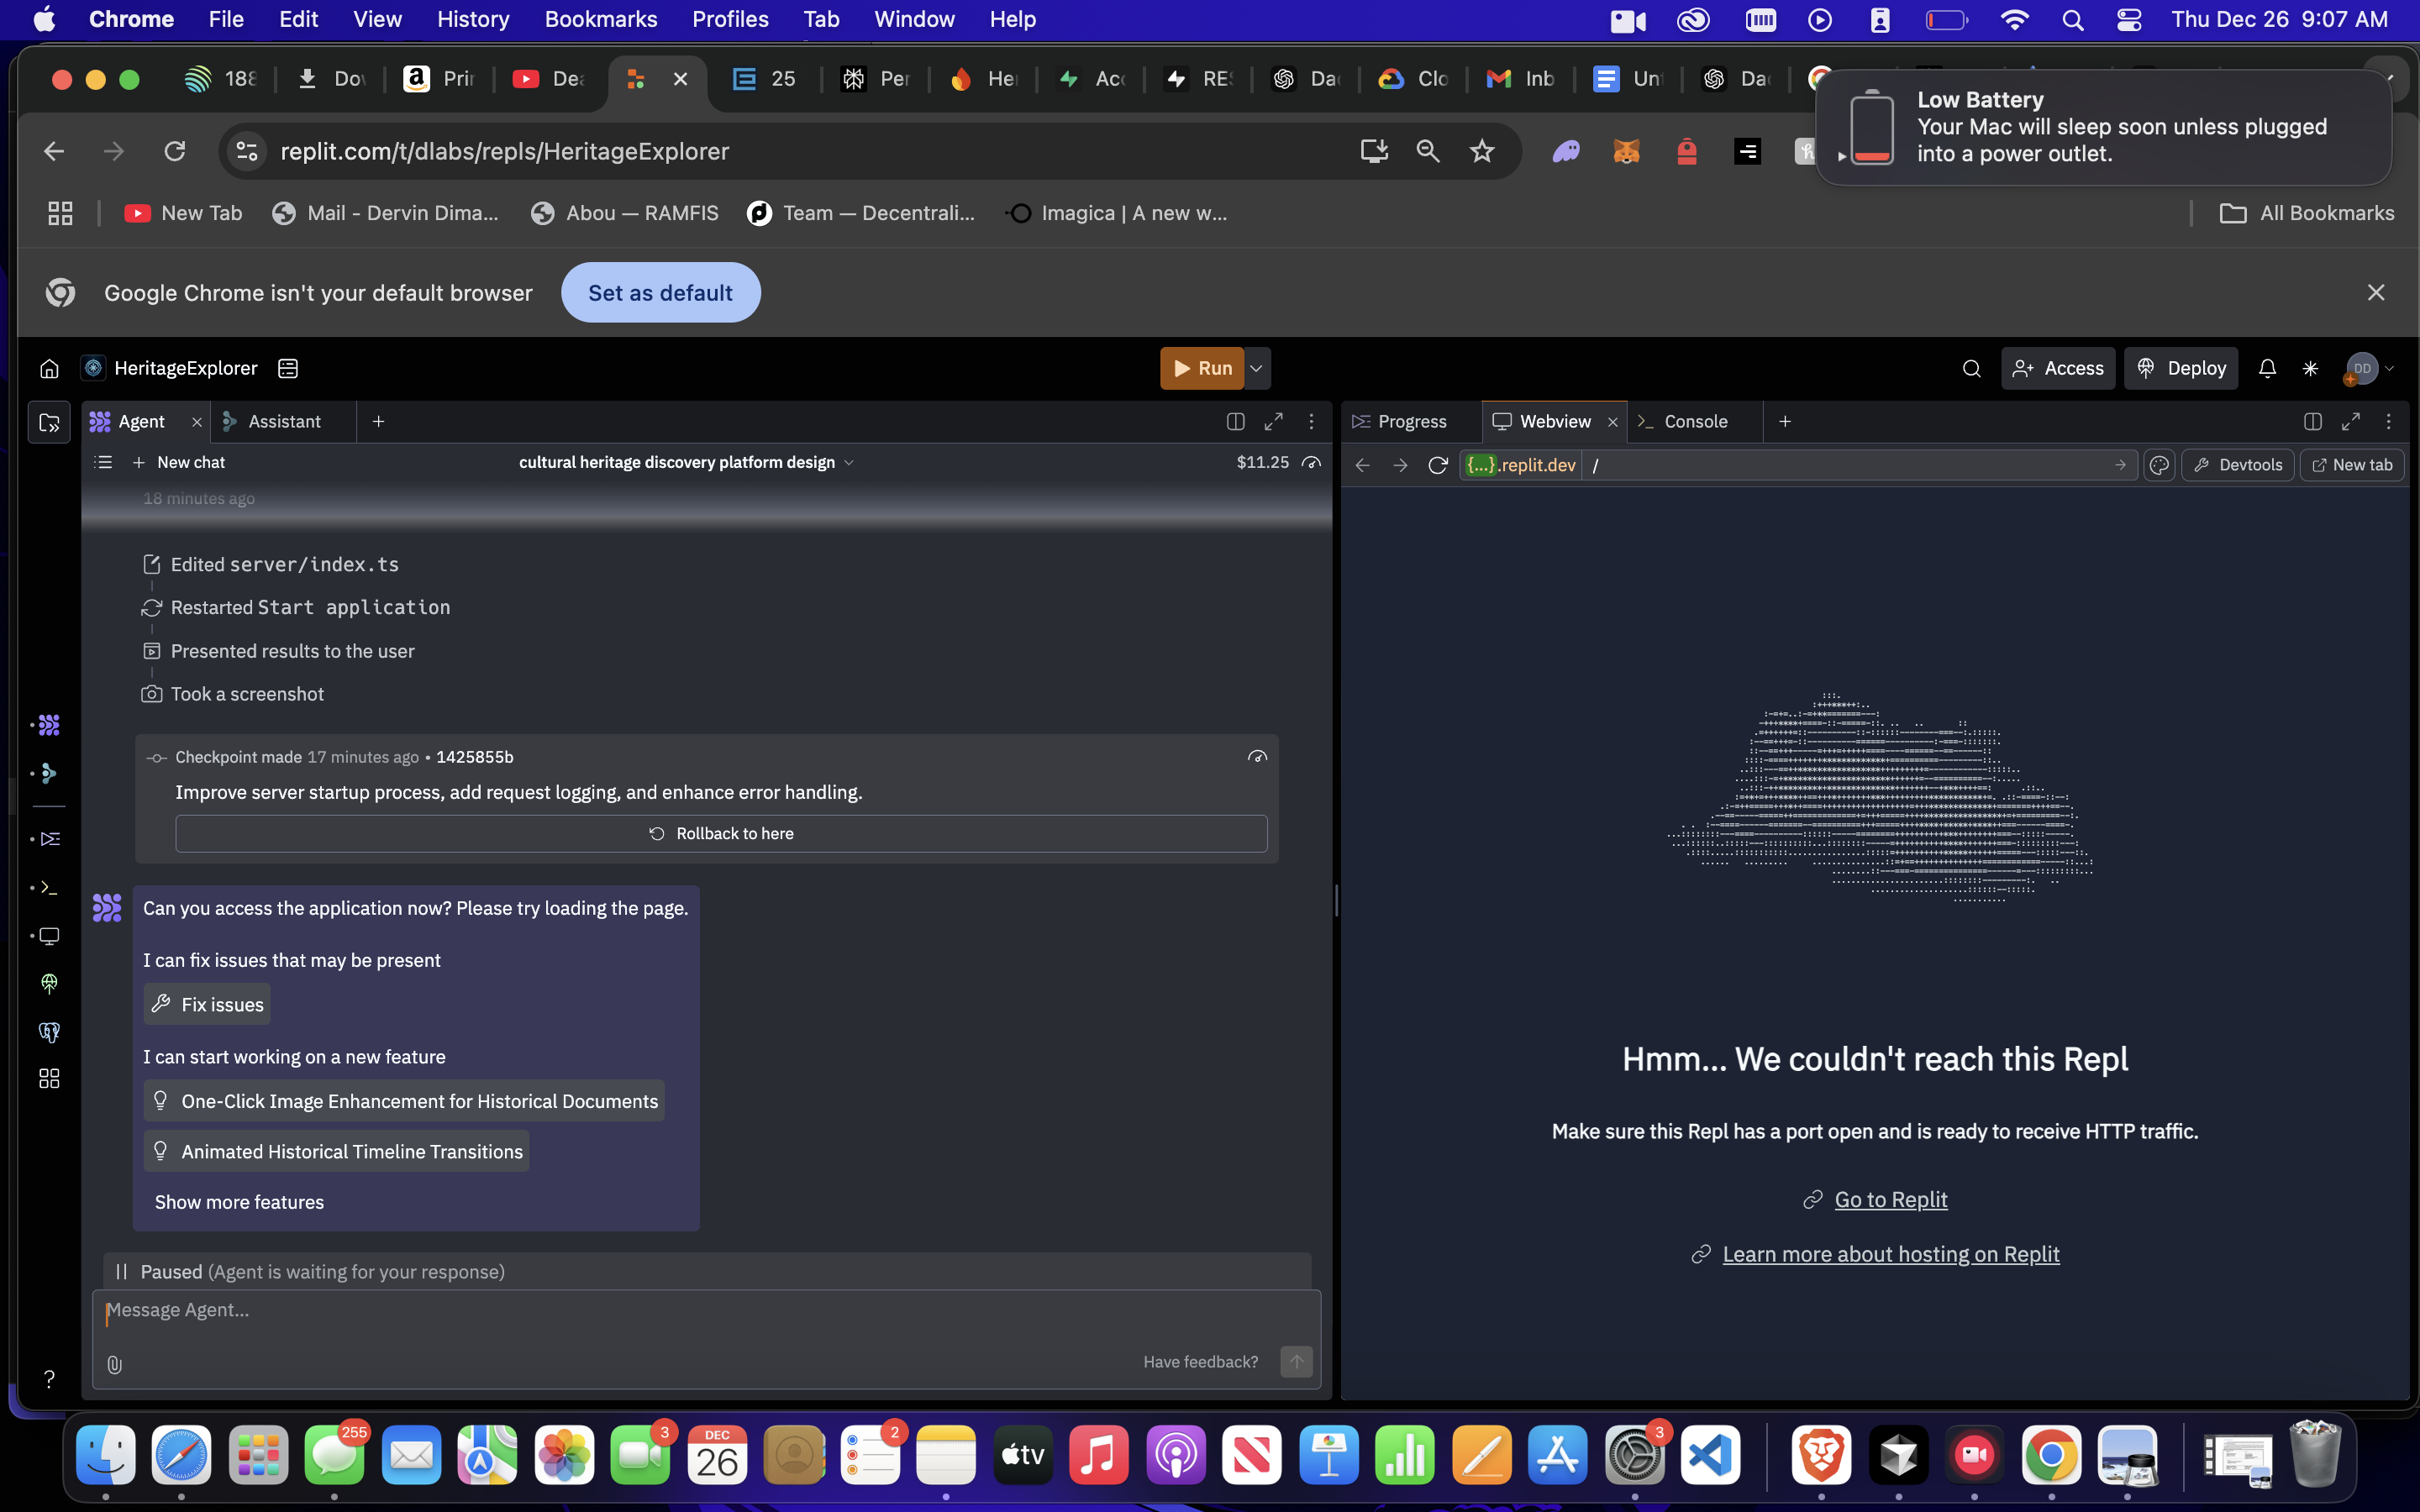 Chrome File Edit View History Bookmarks Profiles Tab Window Help
Thu Dec 26 9:07 AM
188
Dov
Prir
Dea
25
Per
He
Acc
RES
Da
Clo
Inb
Unt
Da
Low Battery
Your Mac will sleep soon unless plugged
into a power outlet.
replit.com/t/dlabs/repls/HeritageExplorer
New Tab
Mail - Dervin Dima...
Abou — RAMFIS
Team — Decentrali...
Imagica | A new w...
All Bookmarks
Google Chrome isn't your default browser
Set as default
HeritageExplorer
Run
Access
Deploy
DD
Agent
Assistant
New chat
cultural heritage discovery platform design
$11.25
18 minutes ago
Edited server/index.ts
Restarted Start application
Presented results to the user
Took a screenshot
Checkpoint made 17 minutes ago • 1425855b
Improve server startup process, add request logging, and enhance error handling.
Rollback to here
Can you access the application now? Please try loading the page.
I can fix issues that may be present
Fix issues
I can start working on a new feature
One-Click Image Enhancement for Historical Documents
Animated Historical Timeline Transitions
Show more features
Paused (Agent is waiting for your response)
Message Agent...
Have feedback?
Progress
Webview
Console
{...}.replit.dev /
Devtools
New tab
Hmm... We couldn't reach this Repl
Make sure this Repl has a port open and is ready to receive HTTP traffic.
Go to Replit
Learn more about hosting on Replit
255
3
DEC
26
2
tv
3